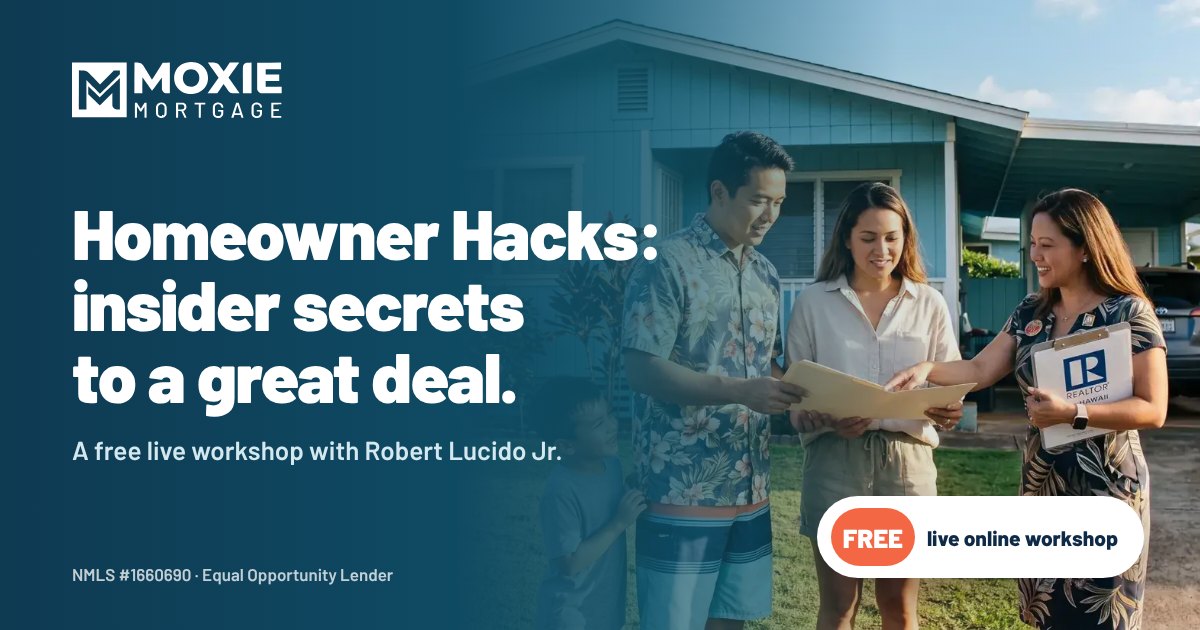 MOXIE
MORTGAGE
Homeowner Hacks:
insider secrets
to a great deal.
A free live workshop with Robert Lucido Jr.
NMLS #1660690 · Equal Opportunity Lender
R
REALTOR®
HAWAII
FREE live online workshop